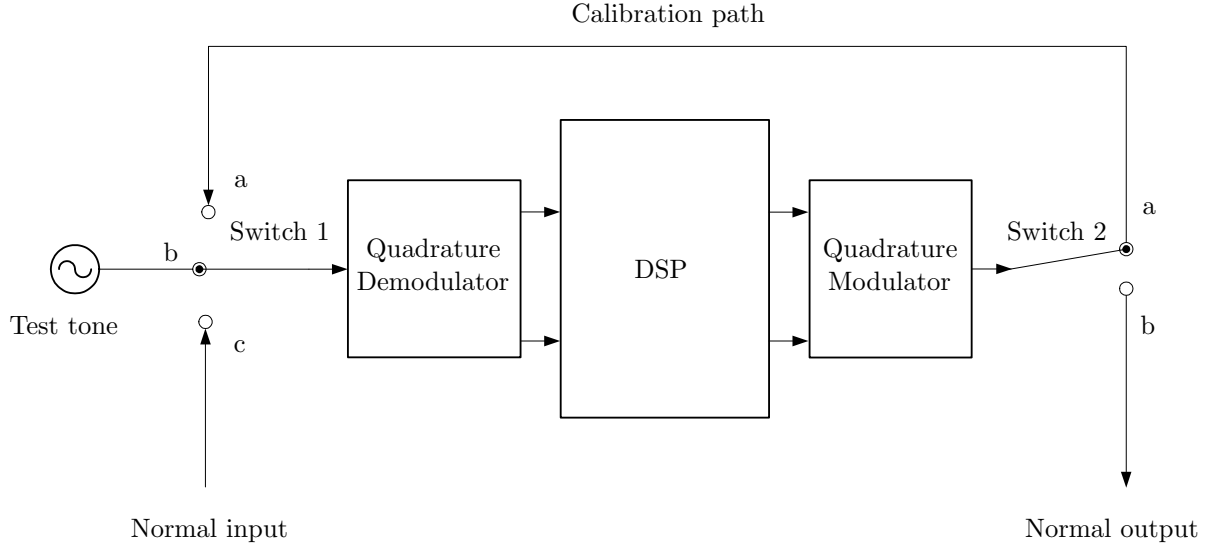 Calibration path
a
Switch 1
b
Test tone
c
Normal input
Quadrature
Demodulator
DSP
Quadrature
Modulator
Switch 2
a
b
Normal output